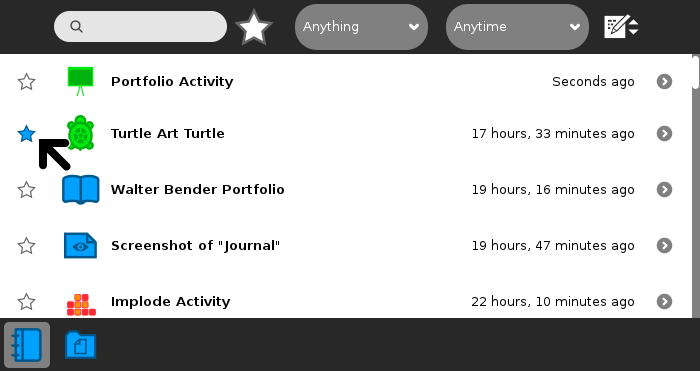 Anything
Anytime
Portfolio Activity
Seconds ago
Turtle Art Turtle
17 hours, 33 minutes ago
Walter Bender Portfolio
19 hours, 16 minutes ago
Screenshot of "Journal"
19 hours, 47 minutes ago
Implode Activity
22 hours, 10 minutes ago